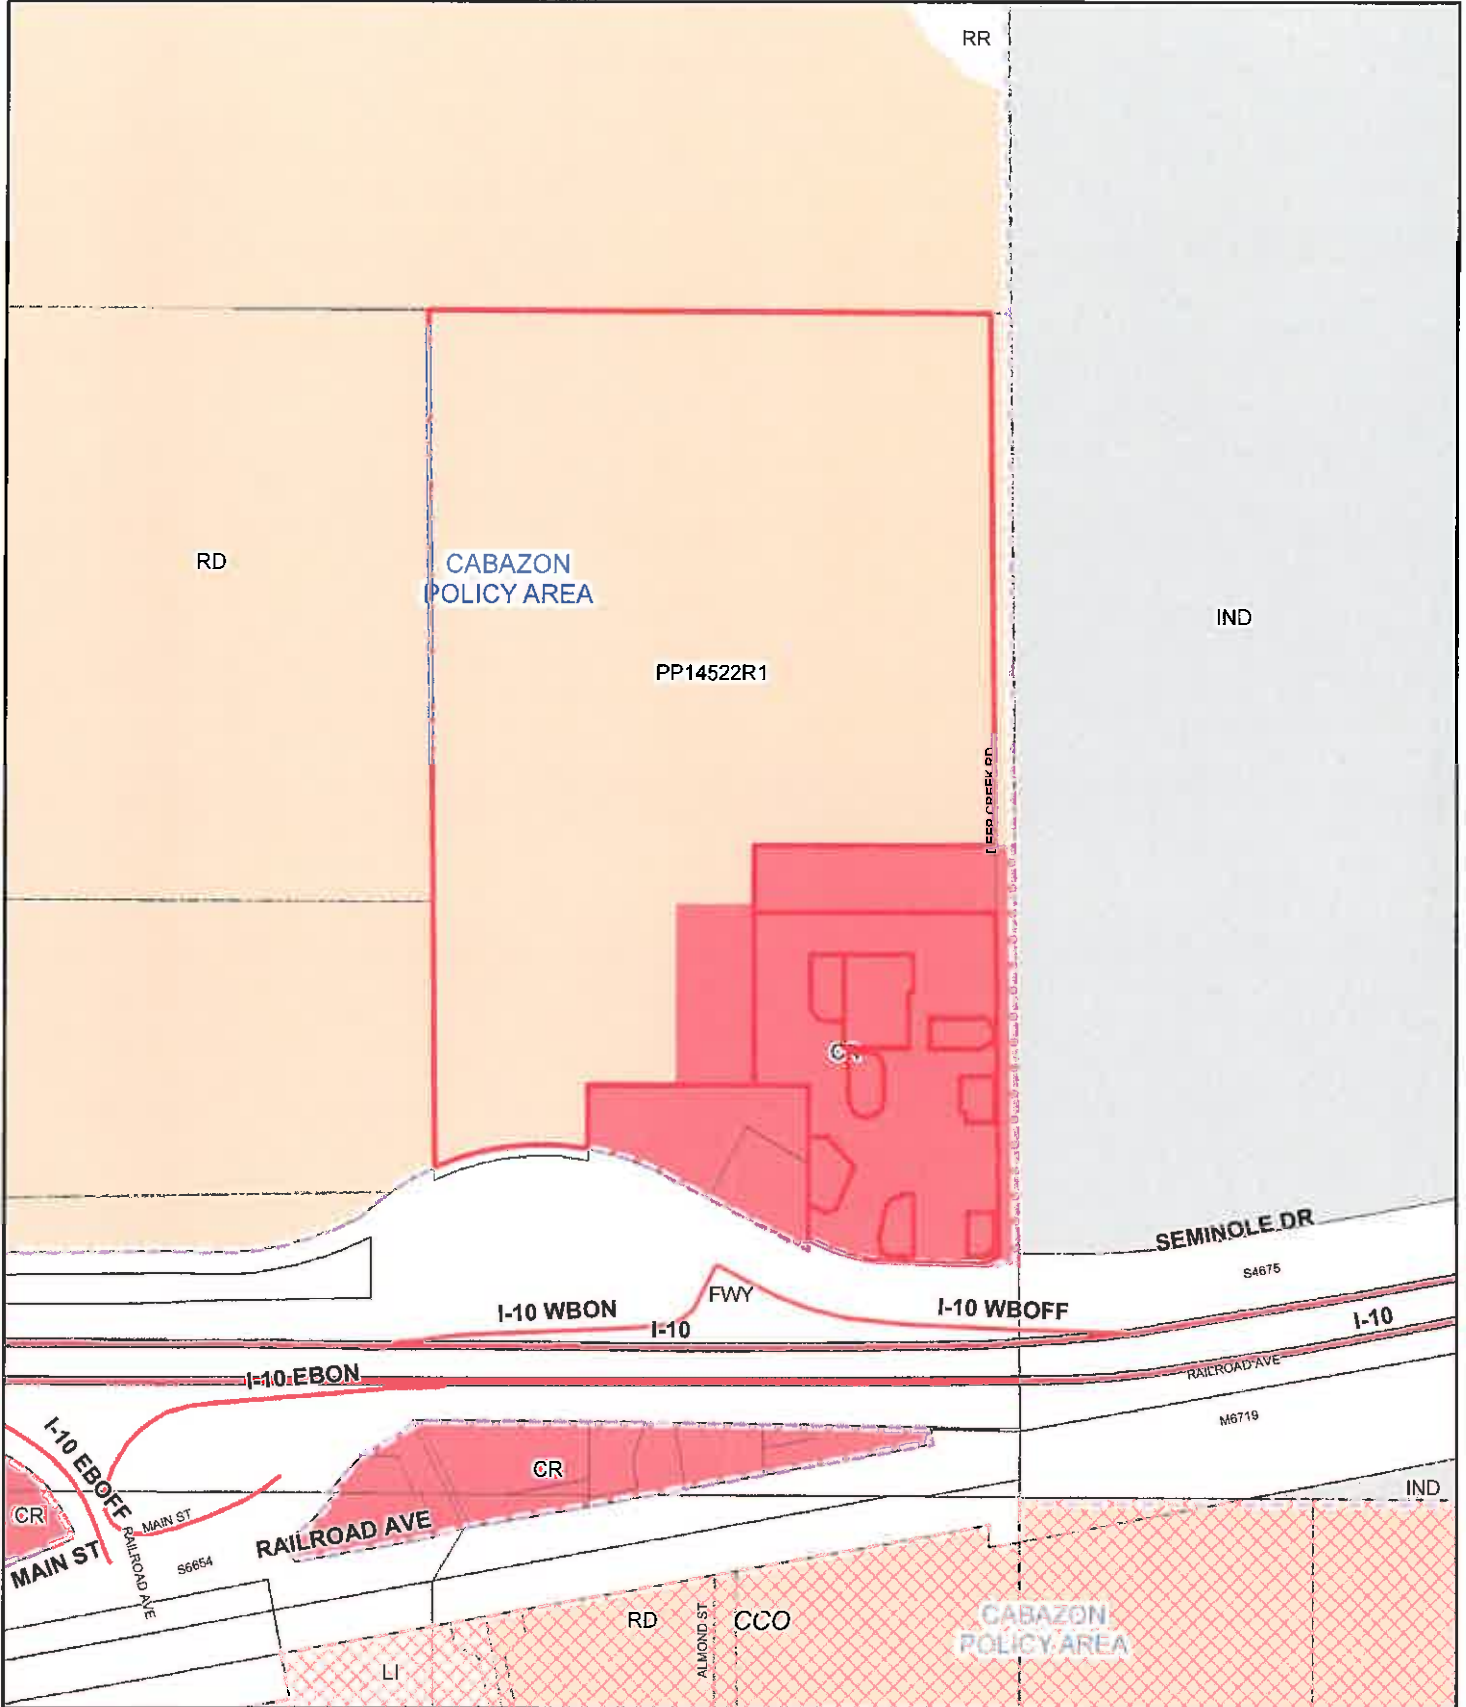 RR
RD
CABAZON
POLICY AREA
IND
PP14522R1
SEMINOLE DR
S4675
FWY
I-10 WBON
I-10 WBOFF
I-10
I-10
I-10 EBON
RAILROAD AVE
M6719
I-10 EBOFF
CR
IND
CR
MAIN ST
RAILROAD AVE
MAIN ST
S6654
RAILROAD AVE
RD
ALMOND ST
CCO
CABAZON
POLICY AREA
LI